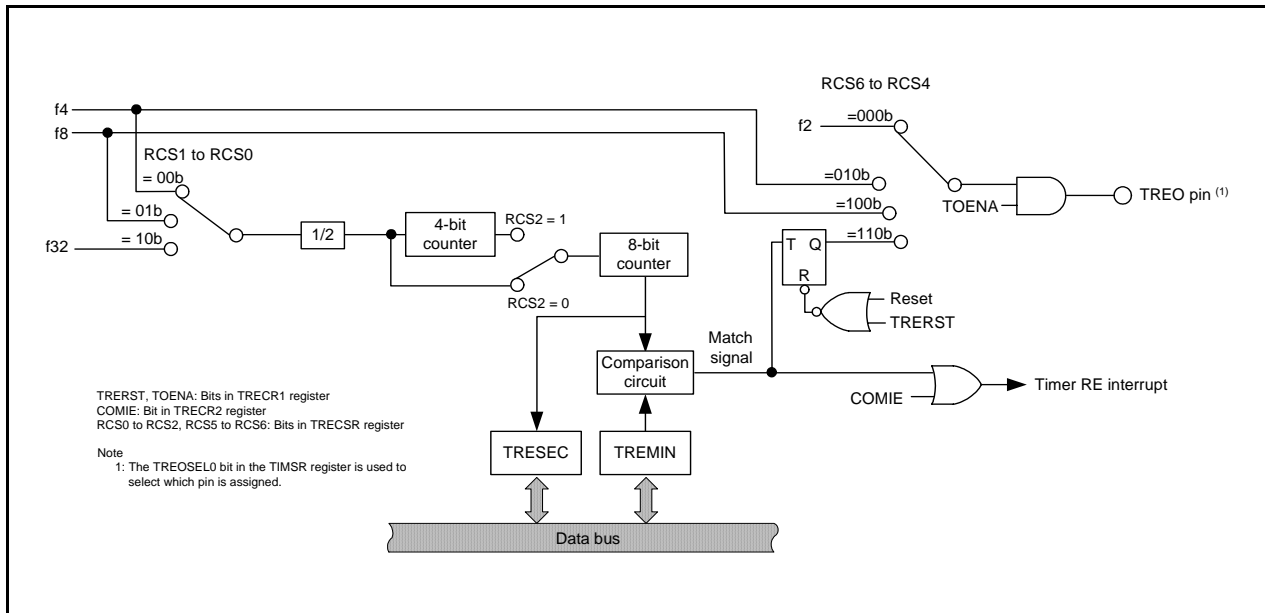 RCS6 to RCS4
f4
=000b
f2
f8
RCS1 to RCS0
= 00b
=010b
TREO pin (1)
= 01b
=100b
TOENA
RCS2 = 1
4-bit
counter
1/2
= 10b
f32
8-bit
counter
T Q
=110b
R
RCS2 = 0
Reset
TRERST
Match
signal
Comparison
circuit
Timer RE interrupt
COMIE
TRERST, TOENA: Bits in TRECR1 register
COMIE: Bit in TRECR2 register
RCS0 to RCS2, RCS5 to RCS6: Bits in TRECSR register
Note
1: The TREOSEL0 bit in the TIMSR register is used to
select which pin is assigned.
TRESEC
TREMIN
Data bus